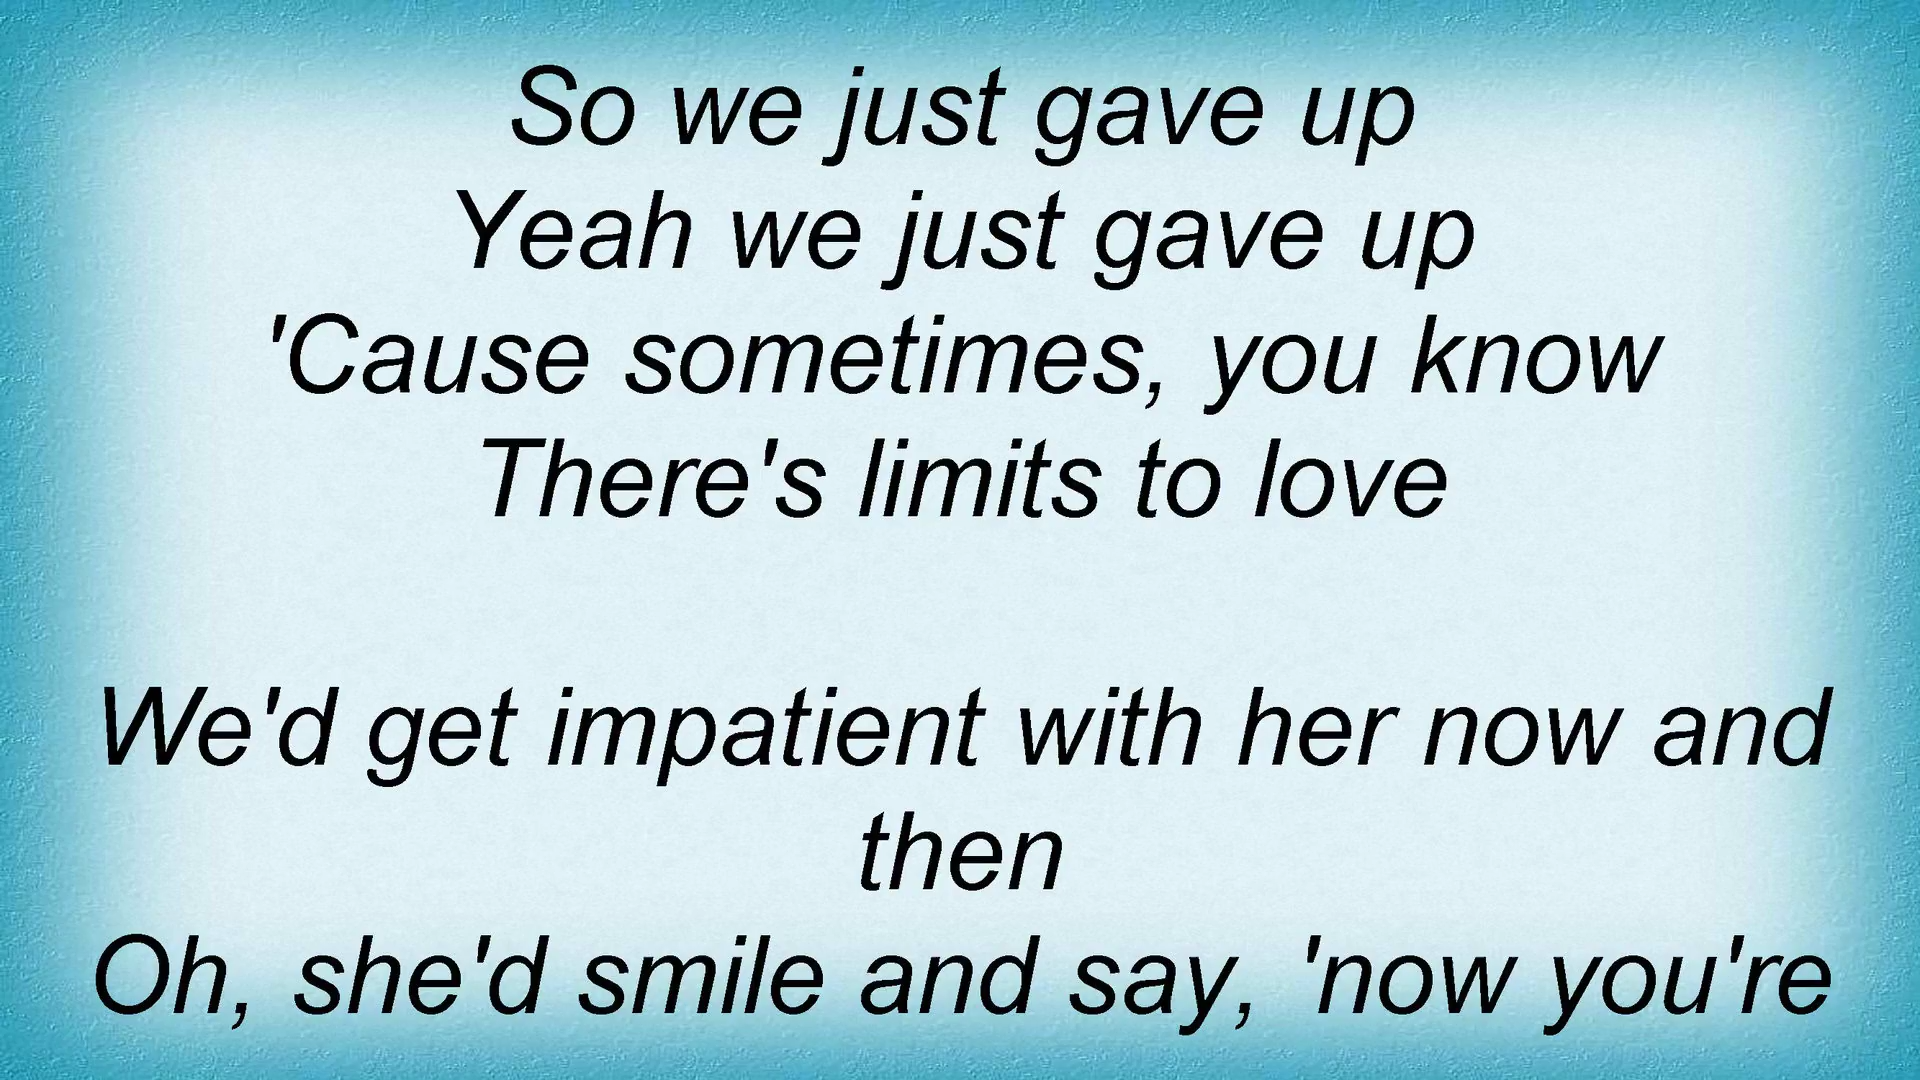 So we just gave up
Yeah we just gave up
'Cause sometimes, you know
There's limits to love
We'd get impatient with her now and
then
Oh, she'd smile and say, 'now you're